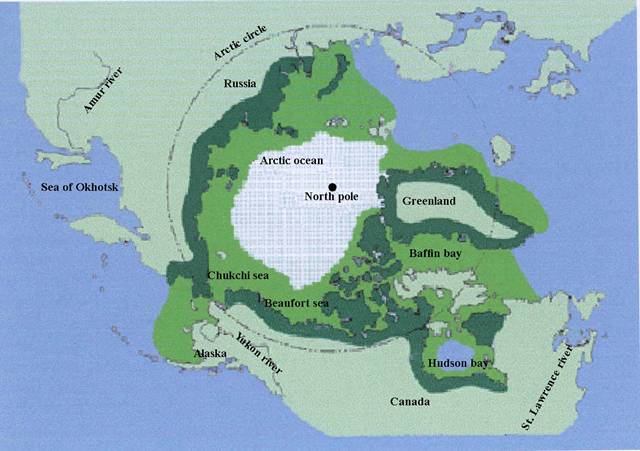 Arctic circle
Russia
Amur river
Arctic ocean
Sea of Okhotsk
North pole
Greenland
Baffin bay
Chukchi sea
Beaufort sea
Yukon river
Alaska
Hudson bay
St. Lawrence river
Canada